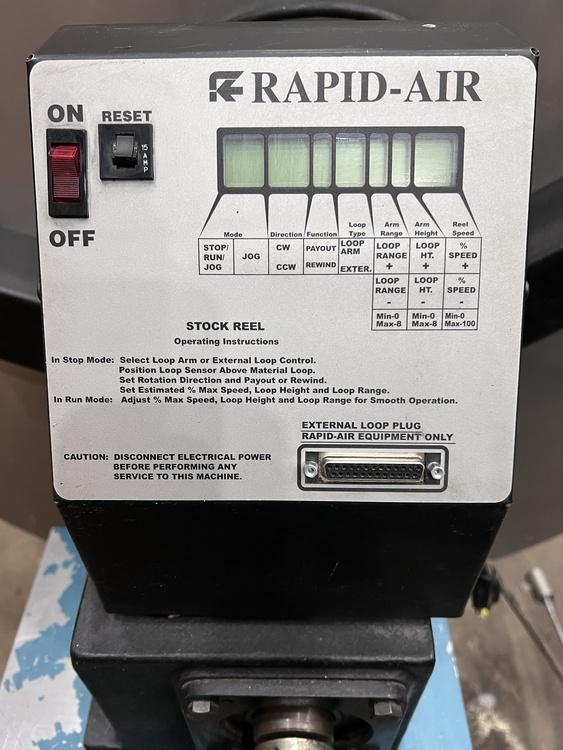 RAPID-AIR
ON
RESET
15 AMP
OFF
Mode
Direction
Function
Loop Type
Arm Range
Arm Height
Reel Speed
STOP/ RUN/ JOG
JOG
CW
CCW
PAYOUT
REWIND
LOOP ARM
EXTER.
LOOP RANGE +
LOOP HT. +
% SPEED +
LOOP RANGE -
LOOP HT. -
% SPEED -
Min-0 Max-8
Min-0 Max-8
Min-0 Max-100
STOCK REEL
Operating Instructions
In Stop Mode: Select Loop Arm or External Loop Control.
Position Loop Sensor Above Material Loop.
Set Rotation Direction and Payout or Rewind.
Set Estimated % Max Speed, Loop Height and Loop Range.
In Run Mode: Adjust % Max Speed, Loop Height and Loop Range for Smooth Operation.
EXTERNAL LOOP PLUG
RAPID-AIR EQUIPMENT ONLY
CAUTION: DISCONNECT ELECTRICAL POWER
BEFORE PERFORMING ANY
SERVICE TO THIS MACHINE.